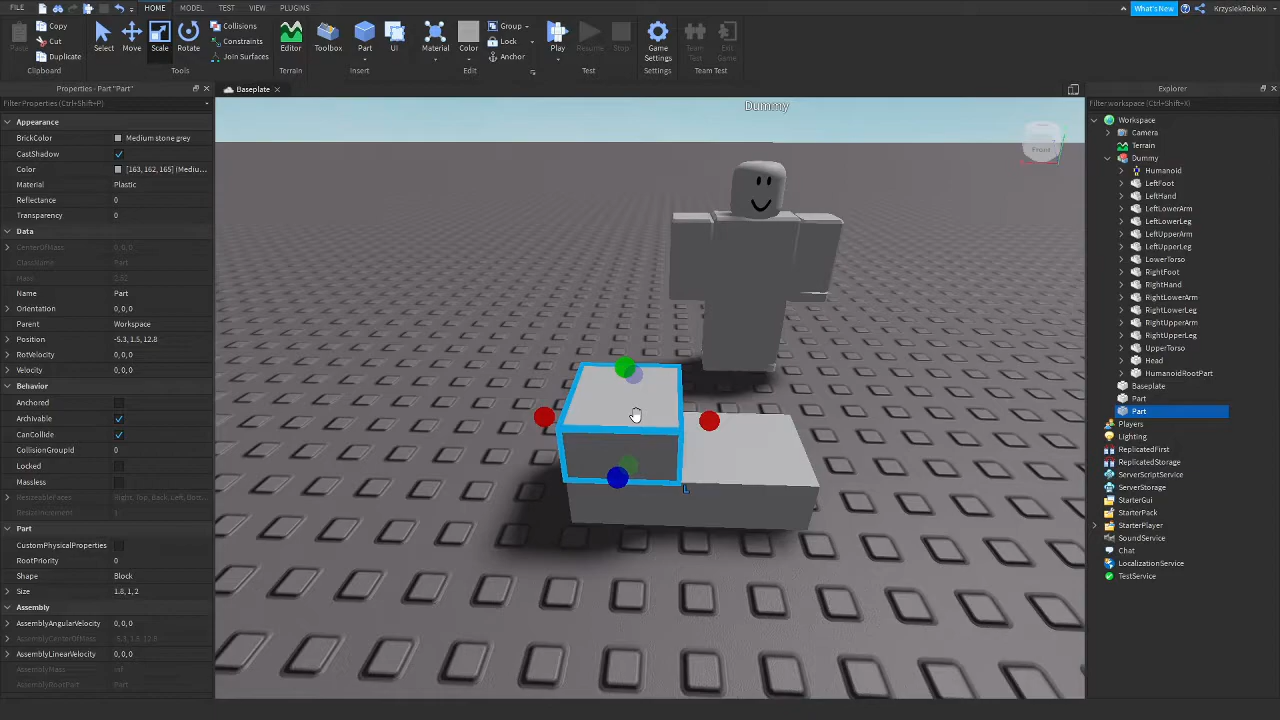 FILE HOME MODEL TEST VIEW PLUGINS What's New KrzysiekRoblox
Copy Cut Duplicate Paste Clipboard
Select Move Scale Rotate Collisions Constraints Join Surfaces Tools
Editor Terrain
Toolbox Part UI Insert
Material Color Group Lock Anchor Edit
Play Resume Stop Test
Game Settings Settings
Team Test Exit Game Team Test
Properties - Part "Part"
Filter Properties (Ctrl+Shift+P)
Appearance
BrickColor Medium stone grey
CastShadow
Color [163, 162, 165] (Mediu...
Material Plastic
Reflectance 0
Transparency 0
Data
CenterOfMass 0,0,0
ClassName Part
Mass
Name Part
Orientation 0,0,0
Parent Workspace
Position -5.3, 1.5, 12.8
RotVelocity 0,0,0
Velocity 0,0,0
Behavior
Anchored
Archivable
CanCollide
CollisionGroupId 0
Locked
Massless
ResizeableFaces Right, Top, Back, Left, Bott...
ResizeIncrement
Part
CustomPhysicalProperties
RootPriority 0
Shape Block
Size 1.8, 1, 2
Assembly
AssemblyAngularVelocity 0,0,0
AssemblyCenterOfMass -5.3, 1.5, 12.8
AssemblyLinearVelocity 0,0,0
AssemblyMass inf
AssemblyRootPart Part
Baseplate
Dummy
Front
Explorer
Filter workspace (Ctrl+Shift+X)
Workspace
Camera
Terrain
Dummy
Humanoid
LeftFoot
LeftHand
LeftLowerArm
LeftLowerLeg
LeftUpperArm
LeftUpperLeg
LowerTorso
RightFoot
RightHand
RightLowerArm
RightLowerLeg
RightUpperArm
RightUpperLeg
UpperTorso
Head
HumanoidRootPart
Baseplate
Part
Part
Players
Lighting
ReplicatedFirst
ReplicatedStorage
ServerScriptService
ServerStorage
StarterGui
StarterPack
StarterPlayer
SoundService
Chat
LocalizationService
TestService